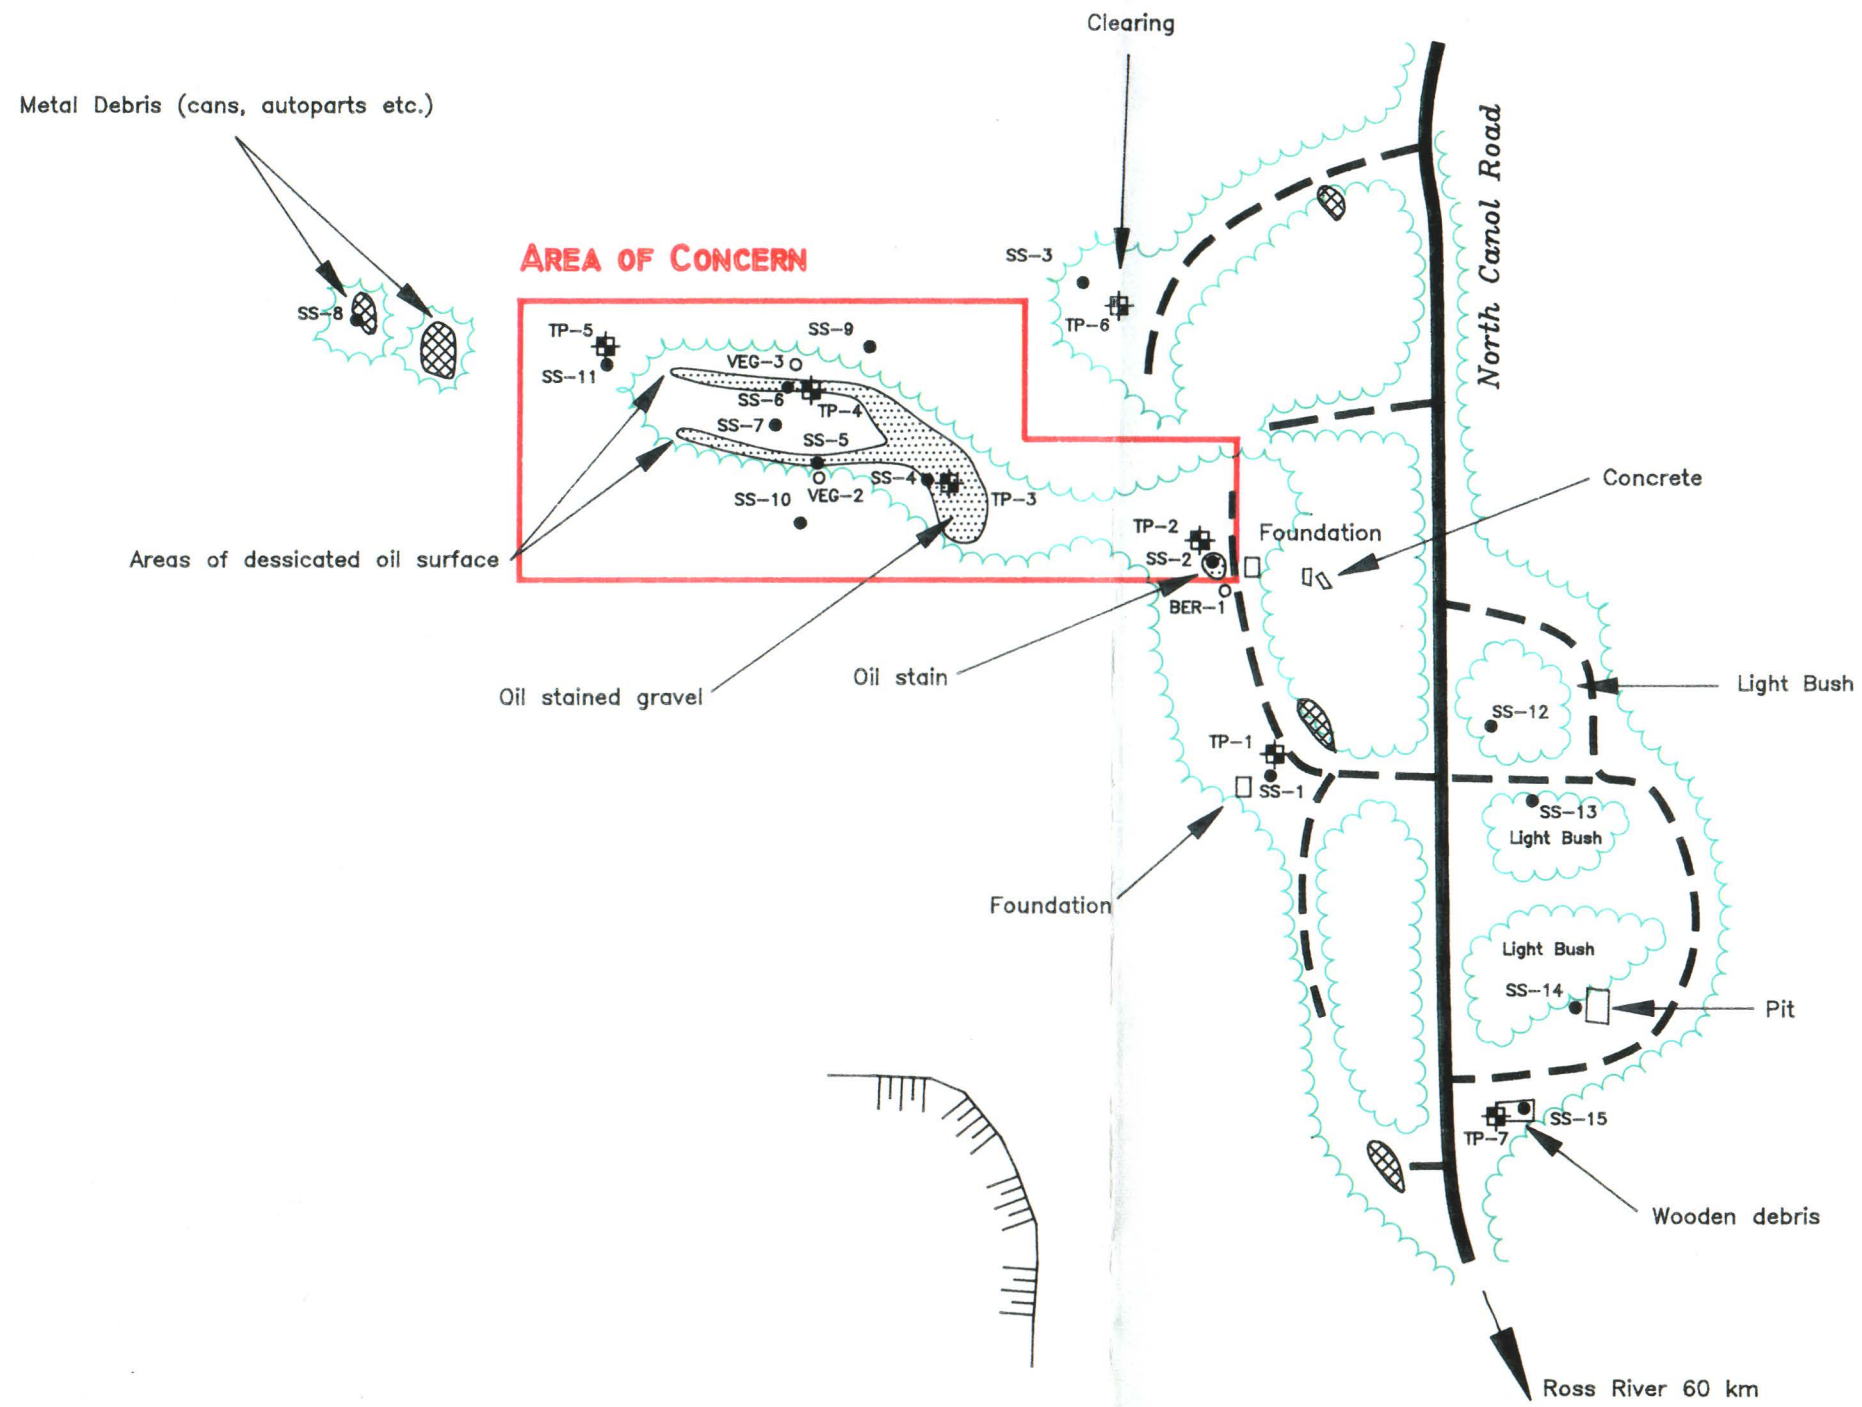 Clearing
Metal Debris (cans, autoparts etc.)
North Canol Road
AREA OF CONCERN
SS-3
SS-8
TP-6
TP-5
SS-9
VEG-3
SS-11
SS-6
TP-4
SS-7
SS-5
SS-4
Concrete
SS-10
VEG-2
TP-3
TP-2
Foundation
Areas of dessicated oil surface
SS-2
BER-1
Oil stain
Light Bush
Oil stained gravel
SS-12
TP-1
SS-1
SS-13
Light Bush
Foundation
Light Bush
SS-14
Pit
SS-15
TP-7
Wooden debris
Ross River 60 km